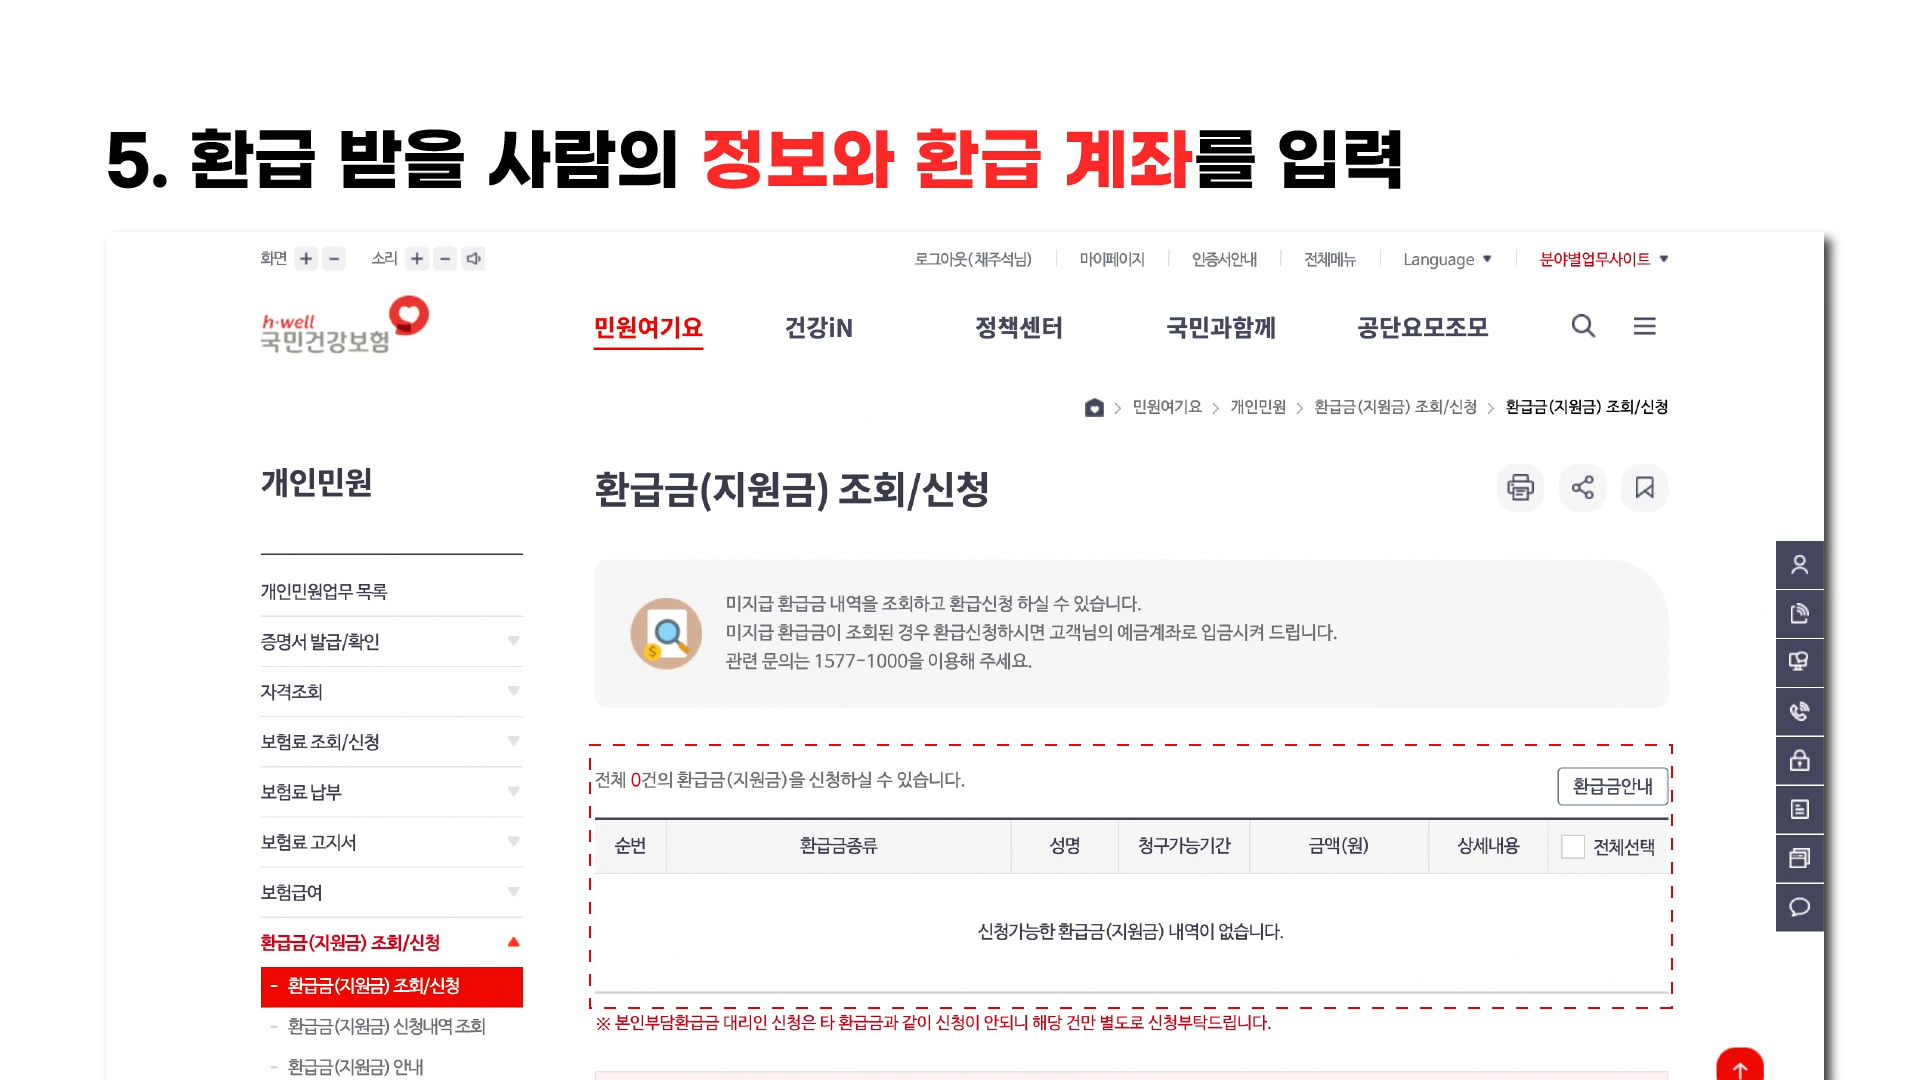 5. 환급 받을 사람의 정보와 환급 계좌를 입력
화면 + - 소리 + -
로그아웃(채주석님) 마이페이지 인증서안내 전체메뉴 Language 분야별업무사이트
h·well
국민건강보험
민원여기요 건강iN 정책센터 국민과함께 공단요모조모
> 민원여기요 > 개인민원 > 환급금(지원금) 조회/신청 > 환급금(지원금) 조회/신청
개인민원
환급금(지원금) 조회/신청
개인민원업무 목록
증명서 발급/확인
자격조회
보험료 조회/신청
보험료 납부
보험료 고지서
보험급여
환급금(지원금) 조회/신청
- 환급금(지원금) 조회/신청
- 환급금(지원금) 신청내역 조회
- 환급금(지원금) 안내
미지급 환급금 내역을 조회하고 환급신청 하실 수 있습니다.
미지급 환급금이 조회된 경우 환급신청하시면 고객님의 예금계좌로 입금시켜 드립니다.
관련 문의는 1577-1000을 이용해 주세요.
전체 0건의 환급금(지원금)을 신청하실 수 있습니다.
환급금안내
순번 환급금종류 성명 청구가능기간 금액(원) 상세내용 전체선택
신청가능한 환급금(지원금) 내역이 없습니다.
※ 본인부담환급금 대리인 신청은 타 환급금과 같이 신청이 안되니 해당 건만 별도로 신청부탁드립니다.